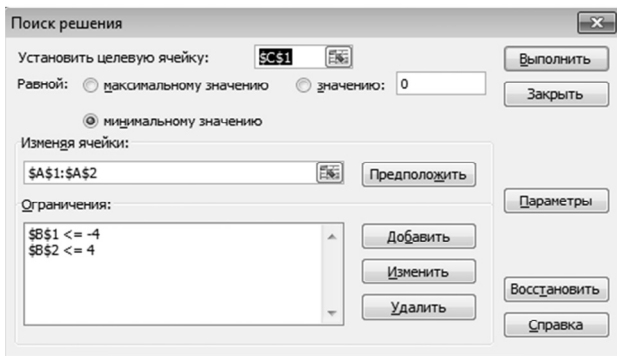 Поиск решения
Установить целевую ячейку: $C$1
Выполнить
Равной: максимальному значению значению: 0
Закрыть
минимальному значению
Изменяя ячейки:
$A$1:$A$2
Предположить
Параметры
Ограничения:
$B$1 <= -4
$B$2 <= 4
Добавить
Изменить
Удалить
Восстановить
Справка